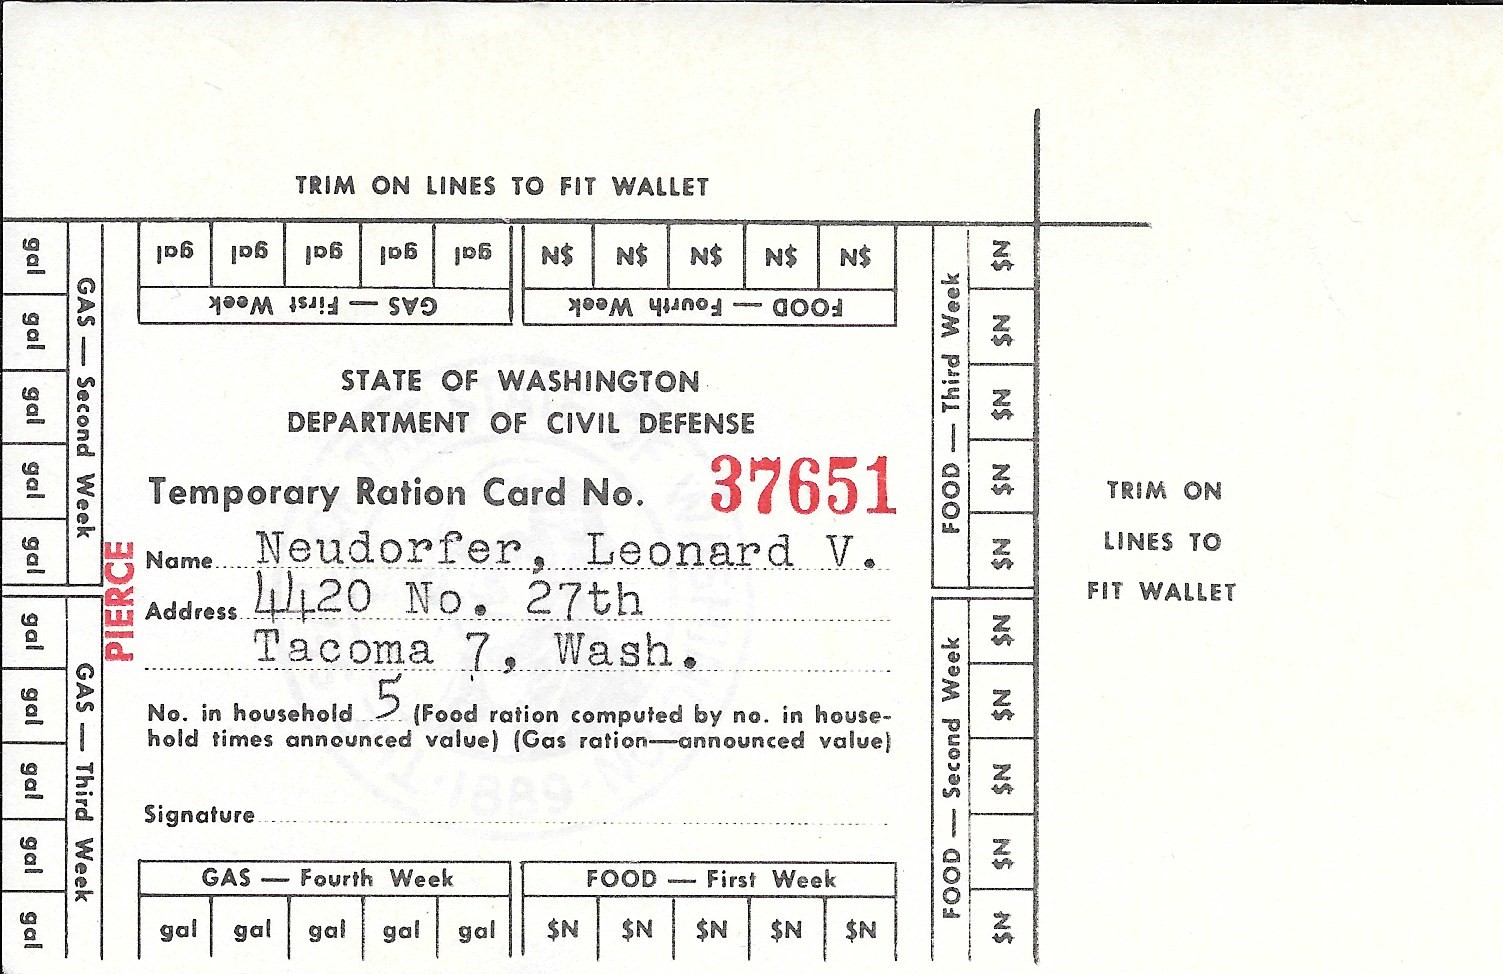 TRIM ON LINES TO FIT WALLET
gal gal gal gal gal
GAS — First Week
$N $N $N $N $N
FOOD — Fourth Week
gal gal gal gal gal
GAS — Second Week
gal gal gal gal gal
GAS — Third Week
STATE OF WASHINGTON
DEPARTMENT OF CIVIL DEFENSE
Temporary Ration Card No. 37651
PIERCE
Name Neudorfer, Leonard V.
Address 4420 No. 27th
Tacoma 7, Wash.
No. in household 5 (Food ration computed by no. in house-
hold times announced value) (Gas ration—announced value)
Signature
GAS — Fourth Week
gal gal gal gal gal
FOOD — First Week
$N $N $N $N $N
FOOD — Third Week
$N $N $N $N $N
FOOD — Second Week
$N $N $N $N $N
TRIM ON
LINES TO
FIT WALLET